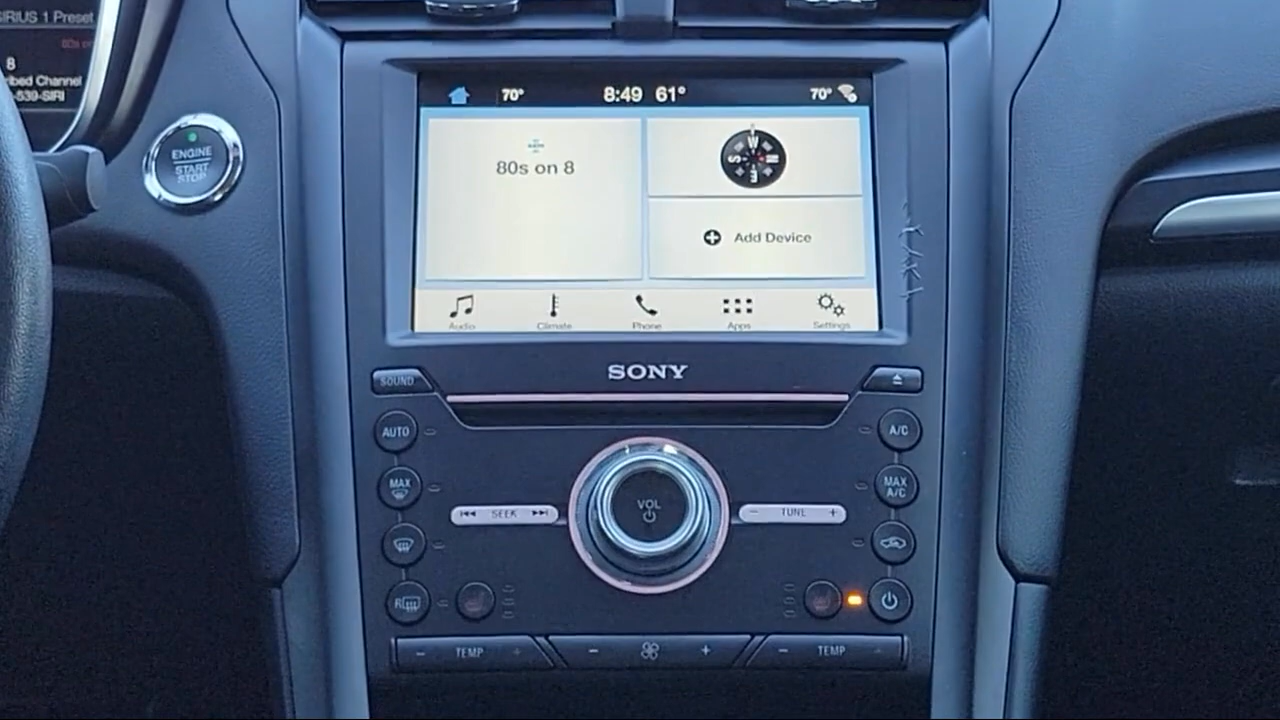 SIRIUS 1 Preset
8
ribed Channel
-539-SIRI
ENGINE
START
STOP
70° 8:49 61° 70°
80s on 8
W
S N
E
Add Device
Audio Climate Phone Apps Settings
SONY
SOUND
AUTO A/C
MAX MAX
A/C
VOL
SEEK − TUNE +
R
− TEMP + − + − TEMP +